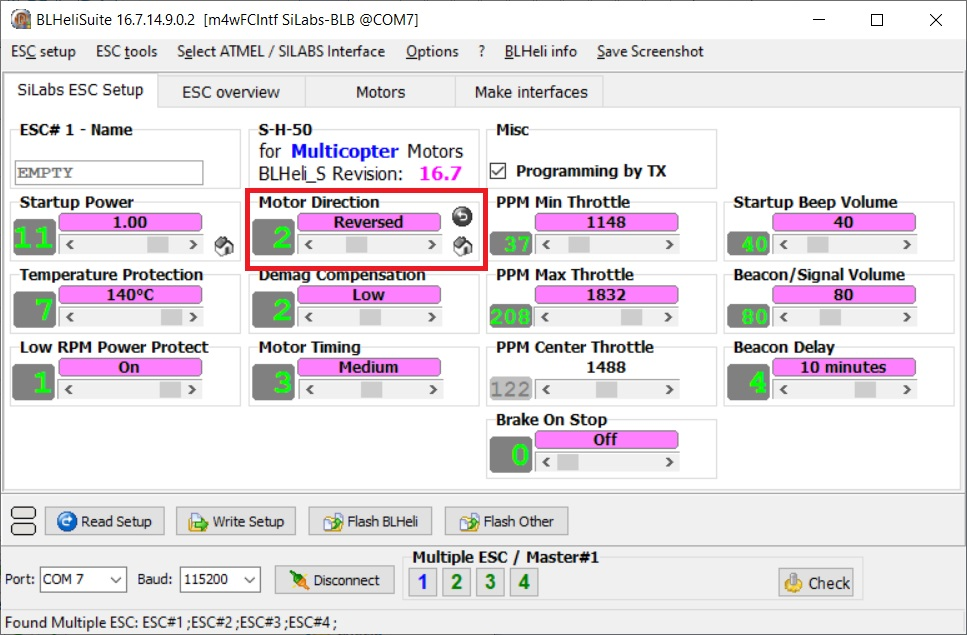 BLHeliSuite 16.7.14.9.0.2 [m4wFCIntf SiLabs-BLB @COM7]
ESC setup ESC tools Select ATMEL / SILABS Interface Options ? BLHeli info Save Screenshot
SiLabs ESC Setup ESC overview Motors Make interfaces
ESC# 1 - Name
EMPTY
S-H-50
for Multicopter Motors
BLHeli_S Revision: 16.7
Misc
Programming by TX
Startup Power
1.00
11
Motor Direction
Reversed
2
PPM Min Throttle
1148
37
Startup Beep Volume
40
40
Temperature Protection
140°C
7
Demag Compensation
Low
2
PPM Max Throttle
1832
208
Beacon/Signal Volume
80
80
Low RPM Power Protect
On
1
Motor Timing
Medium
3
PPM Center Throttle
1488
122
Beacon Delay
10 minutes
4
Brake On Stop
Off
0
Read Setup Write Setup Flash BLHeli Flash Other
Multiple ESC / Master#1
Port: COM 7 Baud: 115200 Disconnect 1 2 3 4 Check
Found Multiple ESC: ESC#1 ;ESC#2 ;ESC#3 ;ESC#4 ;